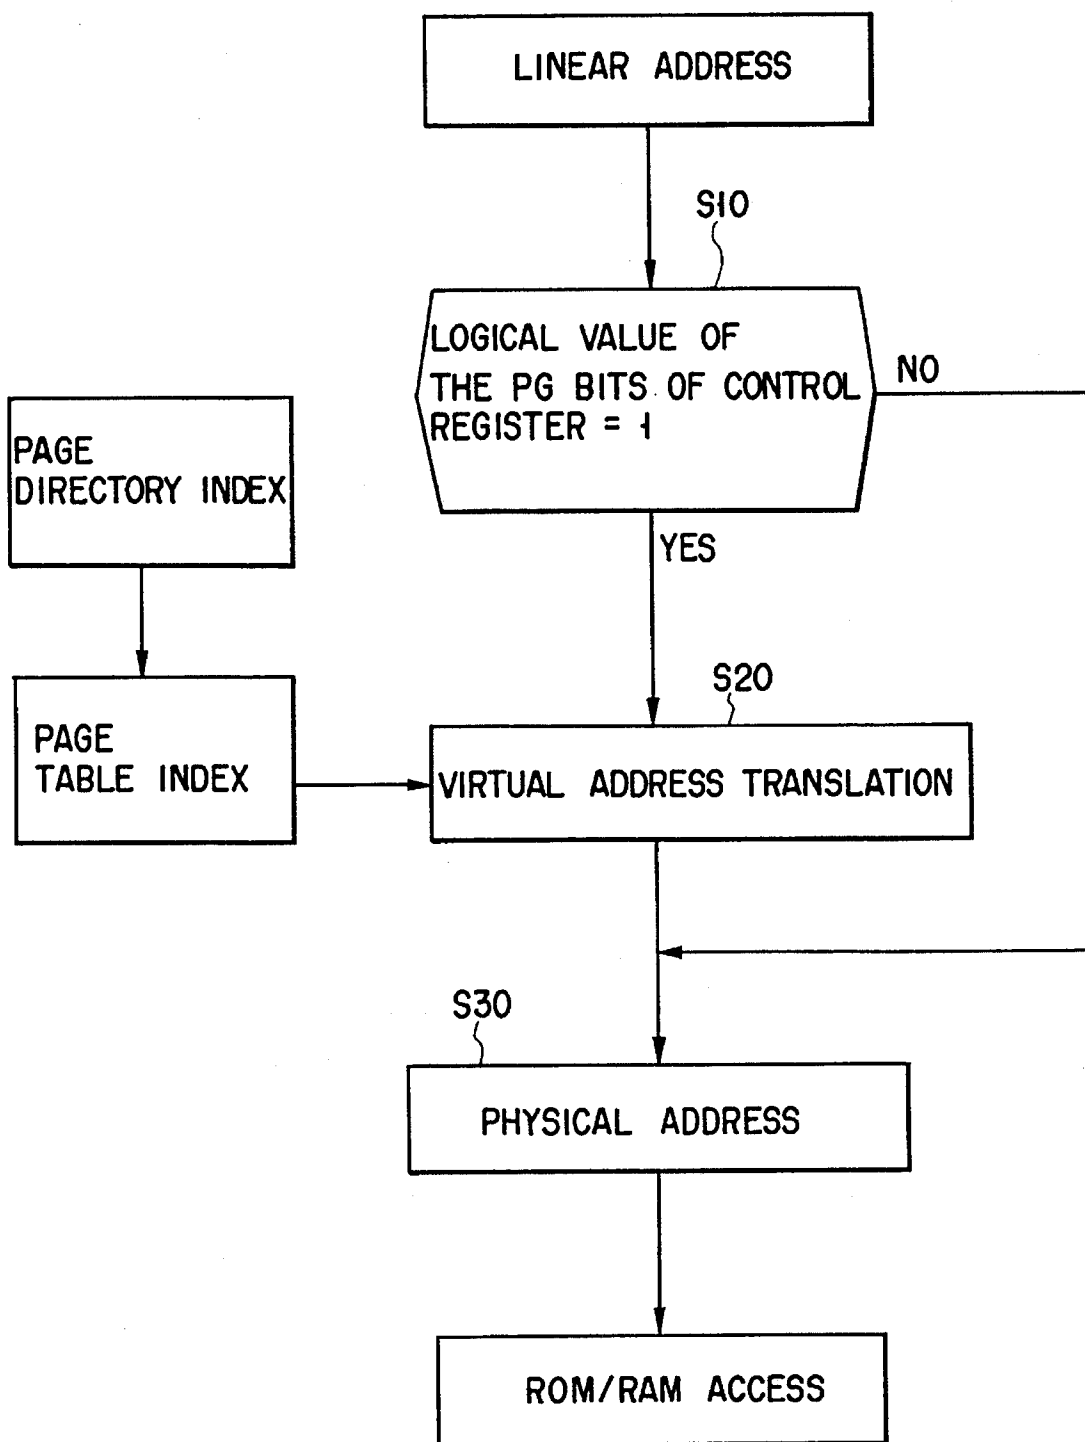 LINEAR ADDRESS
S10
LOGICAL VALUE OF
THE PG BITS OF CONTROL
REGISTER = 1
NO
PAGE
DIRECTORY INDEX
YES
S20
PAGE
TABLE INDEX
VIRTUAL ADDRESS TRANSLATION
S30
PHYSICAL ADDRESS
ROM/RAM ACCESS